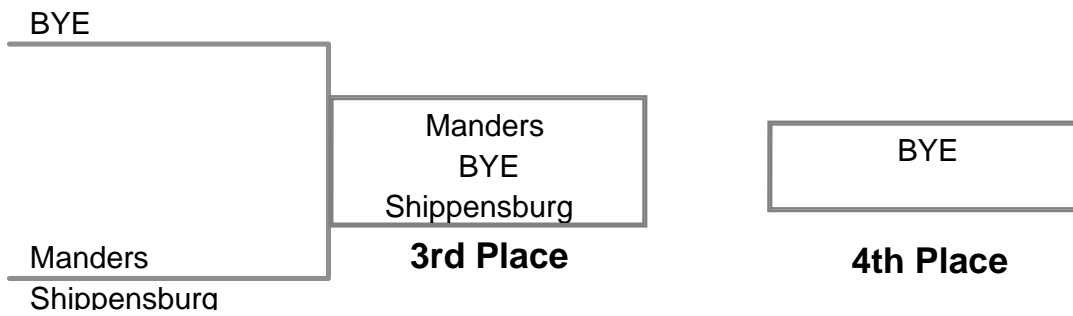 BYE
Manders
BYE
Shippensburg
3rd Place
BYE
4th Place
Manders
Shippensburg